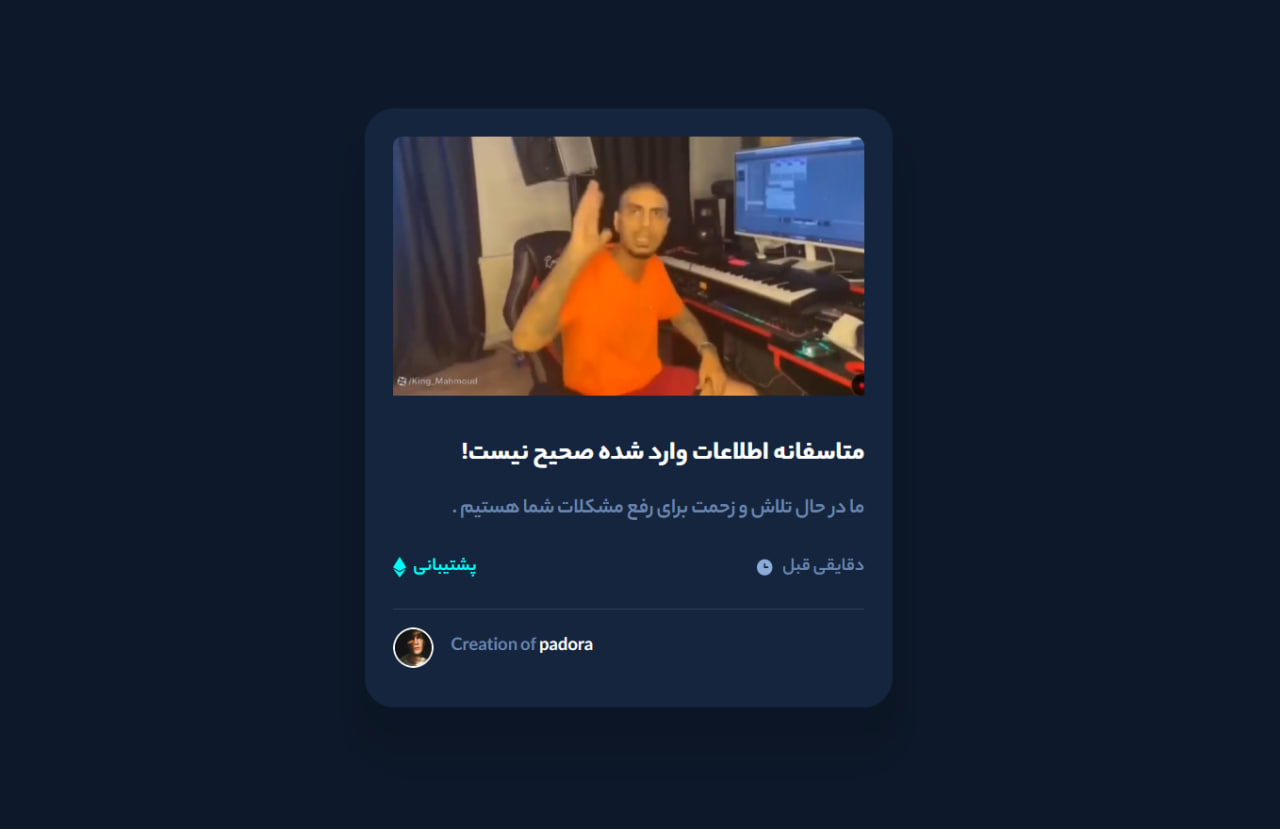 /King_Mahmoud
متاسفانه اطلاعات وارد شده صحیح نیست!
ما در حال تلاش و زحمت برای رفع مشکلات شما هستیم .
دقایقی قبل
پشتیبانی
Creation of padora